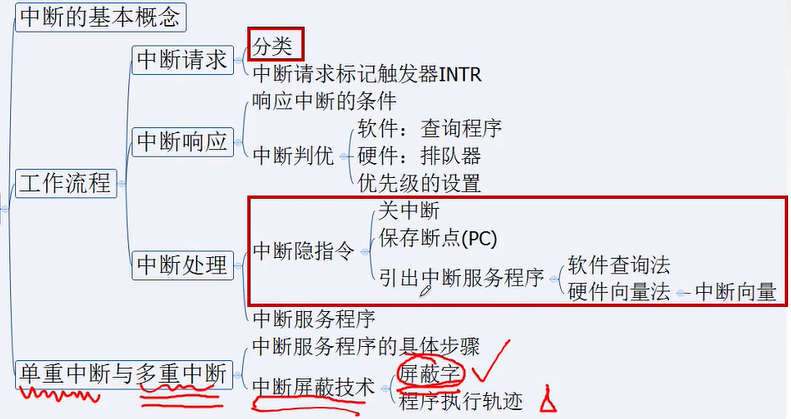 中断的基本概念
工作流程
中断请求
分类
中断请求标记触发器INTR
中断响应
响应中断的条件
中断判优
软件：查询程序
硬件：排队器
优先级的设置
中断处理
中断隐指令
关中断
保存断点(PC)
引出中断服务程序
软件查询法
硬件向量法
中断向量
中断服务程序
单重中断与多重中断
中断服务程序的具体步骤
中断屏蔽技术
屏蔽字
程序执行轨迹